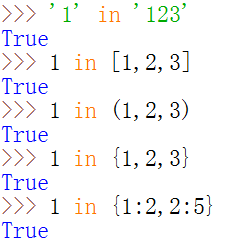 >>> '1' in '123'
True
>>> 1 in [1,2,3]
True
>>> 1 in (1,2,3)
True
>>> 1 in {1,2,3}
True
>>> 1 in {1:2,2:5}
True